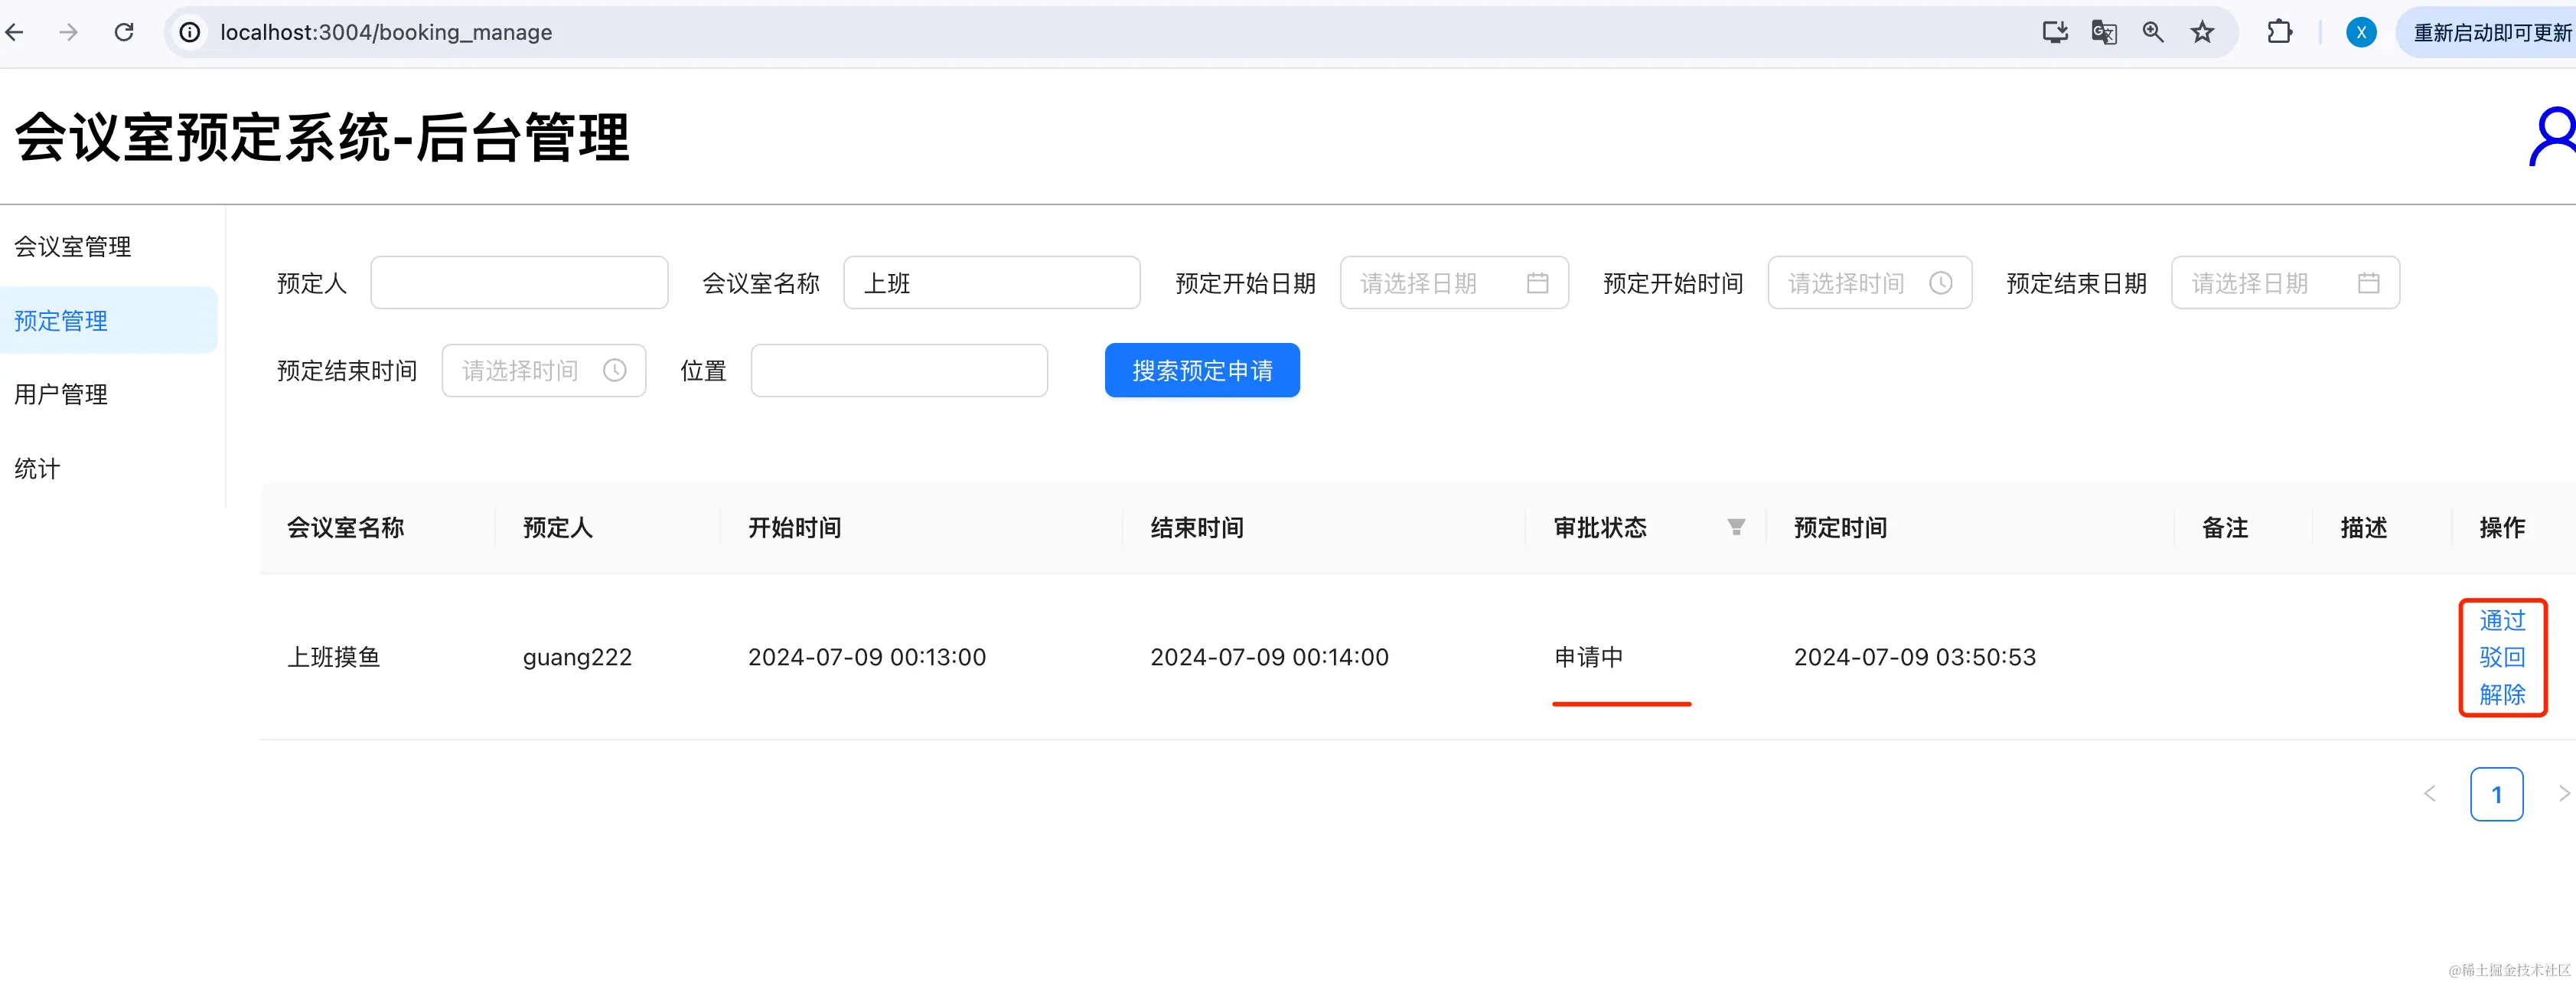 localhost:3004/booking_manage
X
重新启动即可更新
会议室预定系统-后台管理
会议室管理
预定管理
用户管理
统计
预定人
会议室名称 上班
预定开始日期 请选择日期
预定开始时间 请选择时间
预定结束日期 请选择日期
预定结束时间 请选择时间
位置
搜索预定申请
会议室名称 预定人 开始时间 结束时间 审批状态 预定时间 备注 描述 操作
上班摸鱼 guang222 2024-07-09 00:13:00 2024-07-09 00:14:00 申请中 2024-07-09 03:50:53
通过
驳回
解除
1
@稀土掘金技术社区